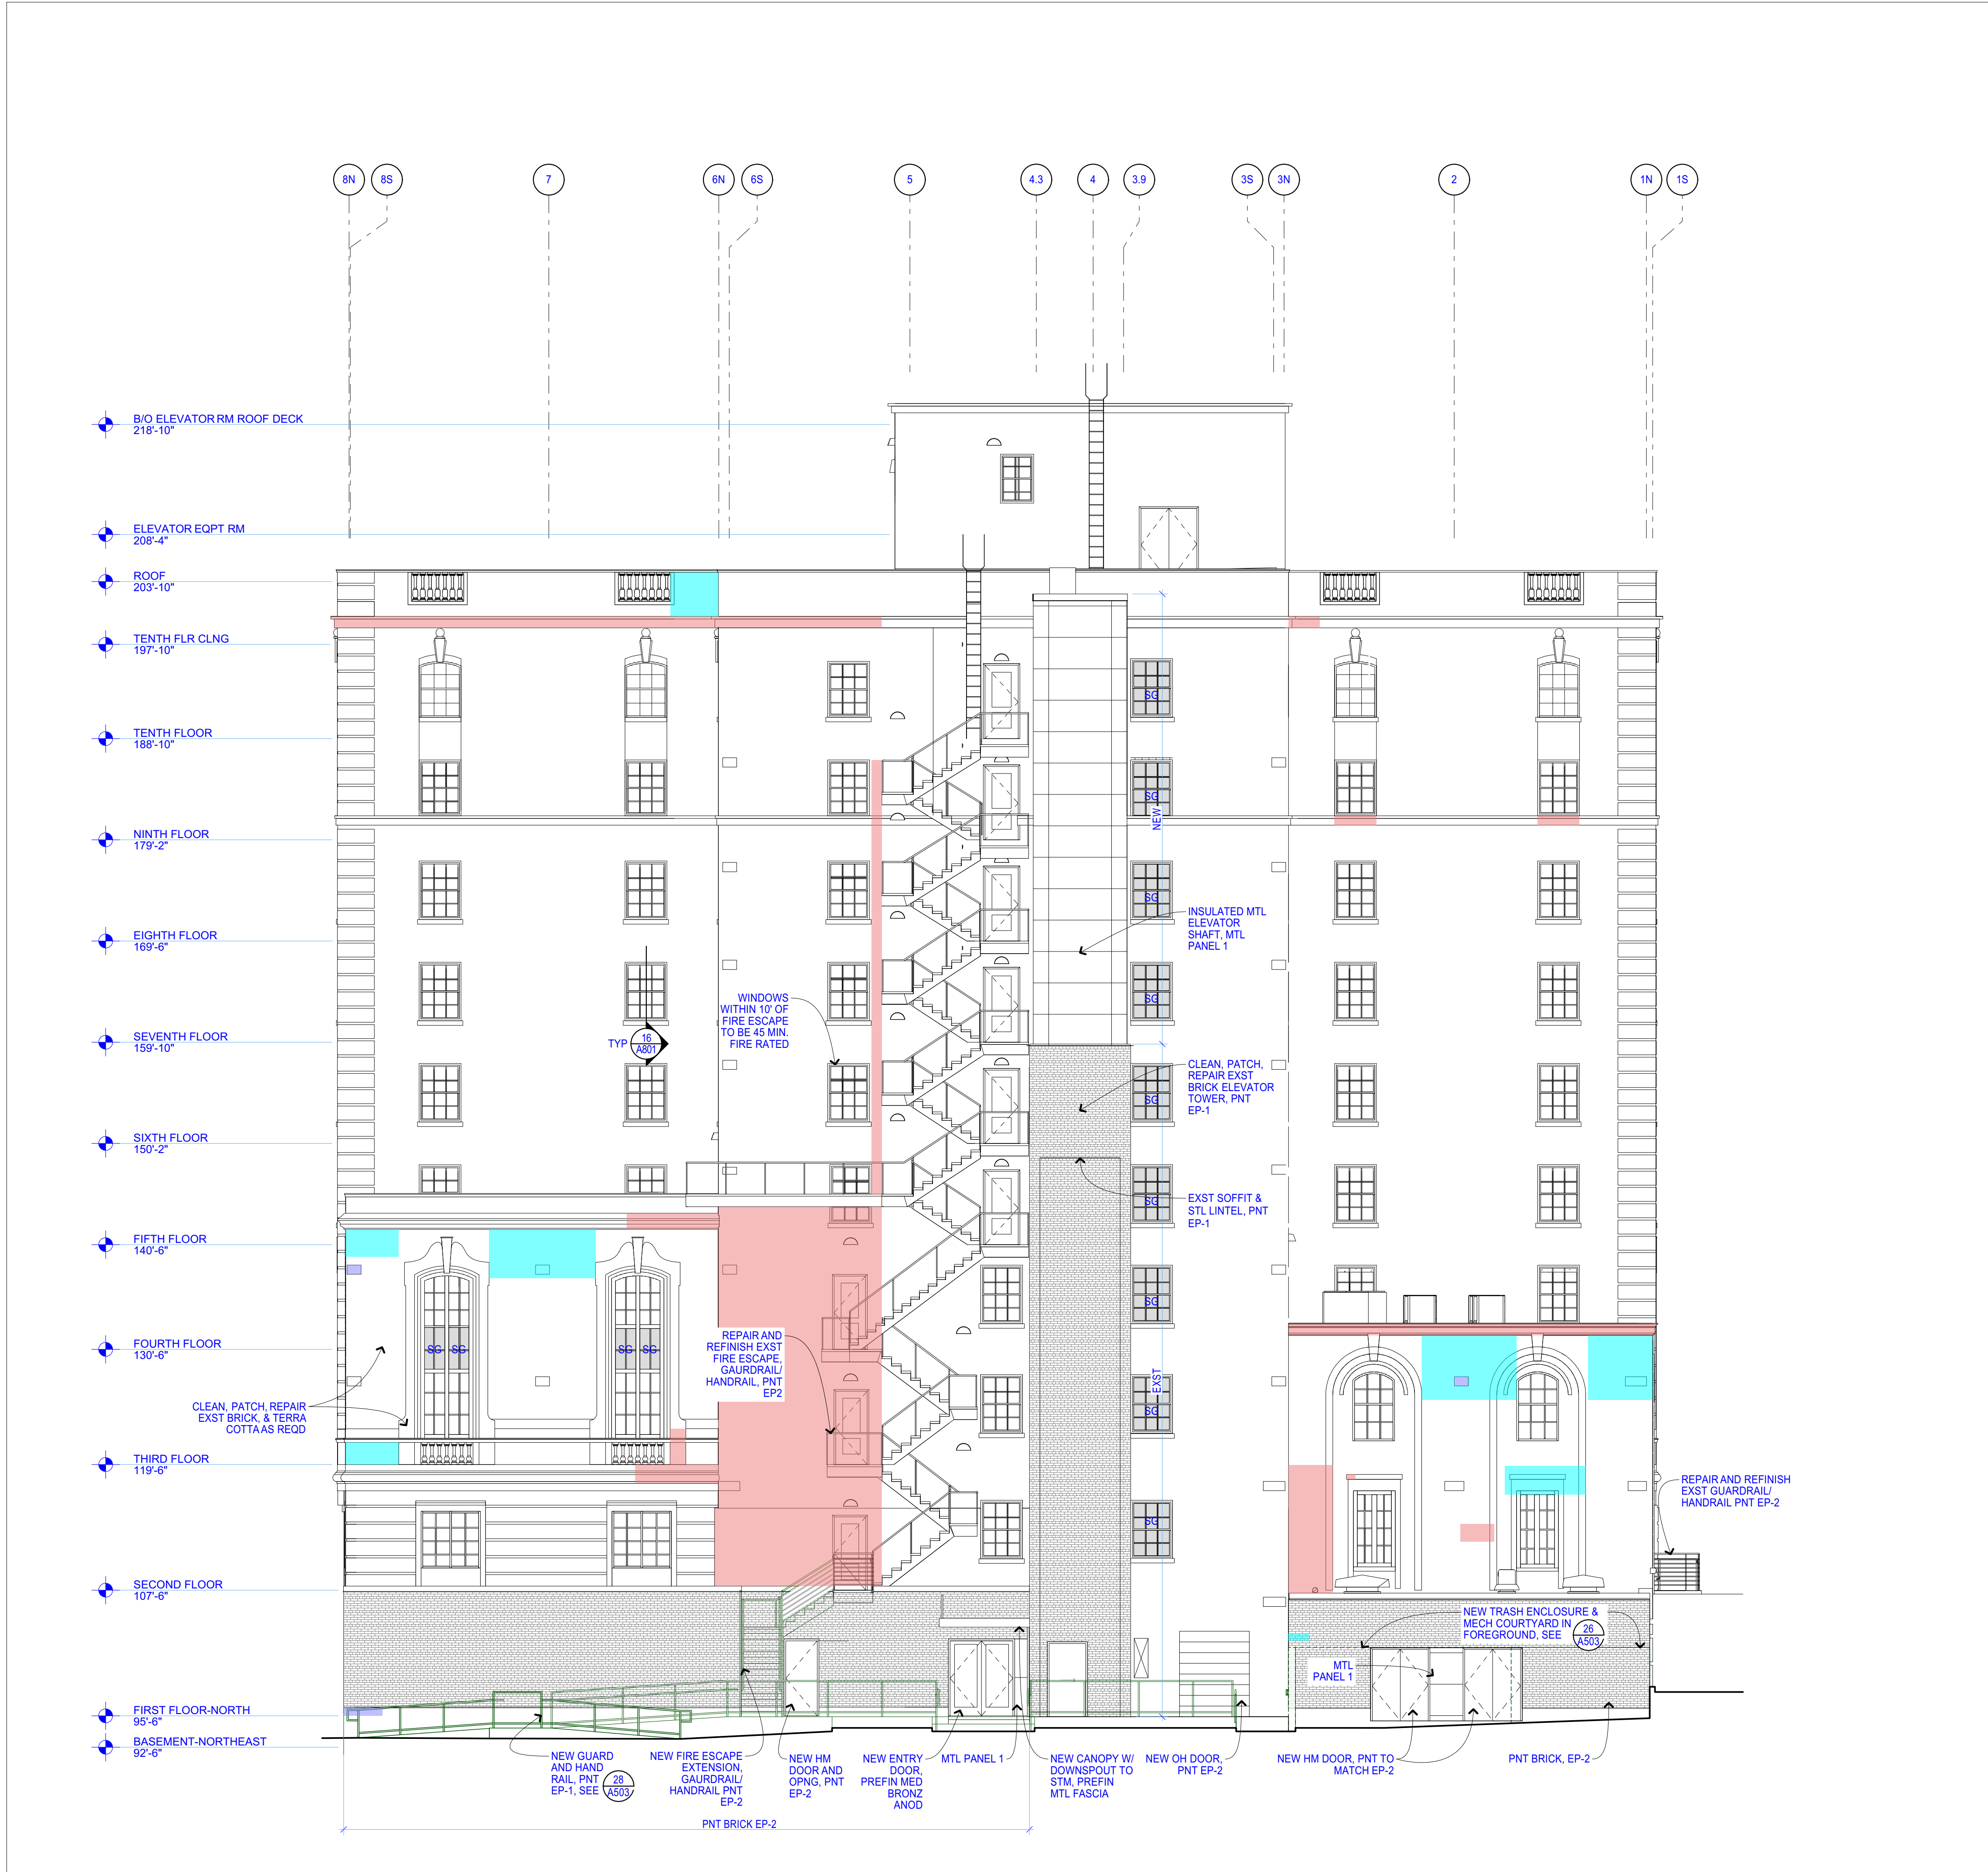 8N 8S 7 6N 6S 5 4.3 4 3.9 3S 3N 2 1N 1S
B/O ELEVATOR RM ROOF DECK
218'-10"
ELEVATOR EQPT RM
208'-4"
ROOF
203'-10"
TENTH FLR CLNG
197'-10"
SG
TENTH FLOOR
188'-10"
SG
NEW
NINTH FLOOR
179'-2"
SG
INSULATED MTL
ELEVATOR
SHAFT, MTL
PANEL 1
EIGHTH FLOOR
169'-6"
SG
WINDOWS
WITHIN 10' OF
FIRE ESCAPE
TO BE 45 MIN.
FIRE RATED
SEVENTH FLOOR
159'-10"
TYP
16
A801
CLEAN, PATCH,
REPAIR EXST
BRICK ELEVATOR
TOWER, PNT
EP-1
SG
SIXTH FLOOR
150'-2"
SG
EXST SOFFIT &
STL LINTEL, PNT
EP-1
FIFTH FLOOR
140'-6"
SG
FOURTH FLOOR
130'-6"
SG SG SG SG
REPAIR AND
REFINISH EXST
FIRE ESCAPE,
GAURDRAIL/
HANDRAIL, PNT
EP2
EXST
SG
CLEAN, PATCH, REPAIR
EXST BRICK, & TERRA
COTTA AS REQD
THIRD FLOOR
119'-6"
SG
REPAIR AND REFINISH
EXST GUARDRAIL/
HANDRAIL PNT EP-2
SECOND FLOOR
107'-6"
NEW TRASH ENCLOSURE &
MECH COURTYARD IN
FOREGROUND, SEE
26
A503
MTL
PANEL 1
FIRST FLOOR-NORTH
95'-6"
BASEMENT-NORTHEAST
92'-6"
NEW GUARD
AND HAND
RAIL, PNT
EP-1, SEE
28
A503
NEW FIRE ESCAPE
EXTENSION,
GAURDRAIL/
HANDRAIL PNT
EP-2
NEW HM
DOOR AND
OPNG, PNT
EP-2
NEW ENTRY
DOOR,
PREFIN MED
BRONZ
ANOD
MTL PANEL 1
NEW CANOPY W/
DOWNSPOUT TO
STM, PREFIN
MTL FASCIA
NEW OH DOOR,
PNT EP-2
NEW HM DOOR, PNT TO
MATCH EP-2
PNT BRICK, EP-2
PNT BRICK EP-2